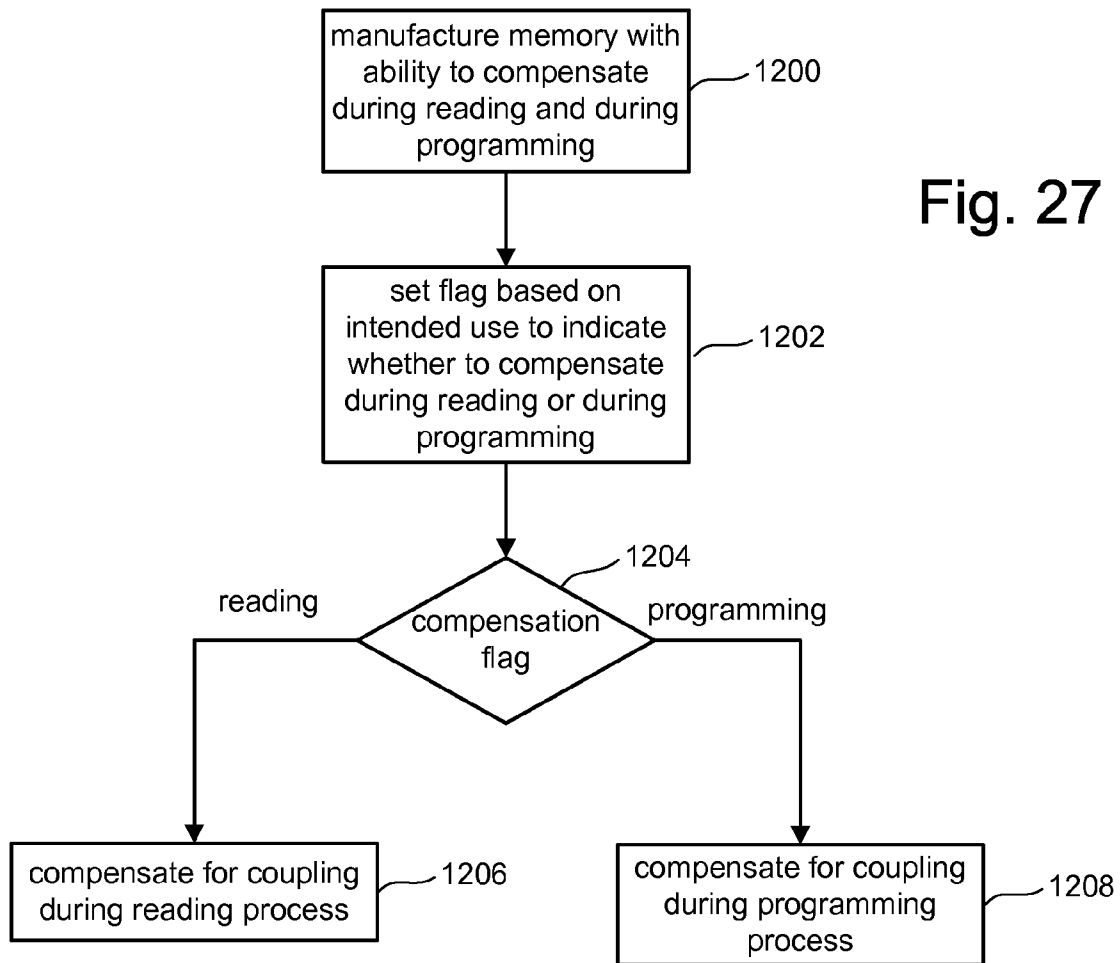 manufacture memory with
ability to compensate
during reading and during
programming
1200
Fig. 27
set flag based on
intended use to indicate
whether to compensate
during reading or during
programming
1202
1204
reading
programming
compensation
flag
compensate for coupling
during reading process
1206
compensate for coupling
during programming
process
1208